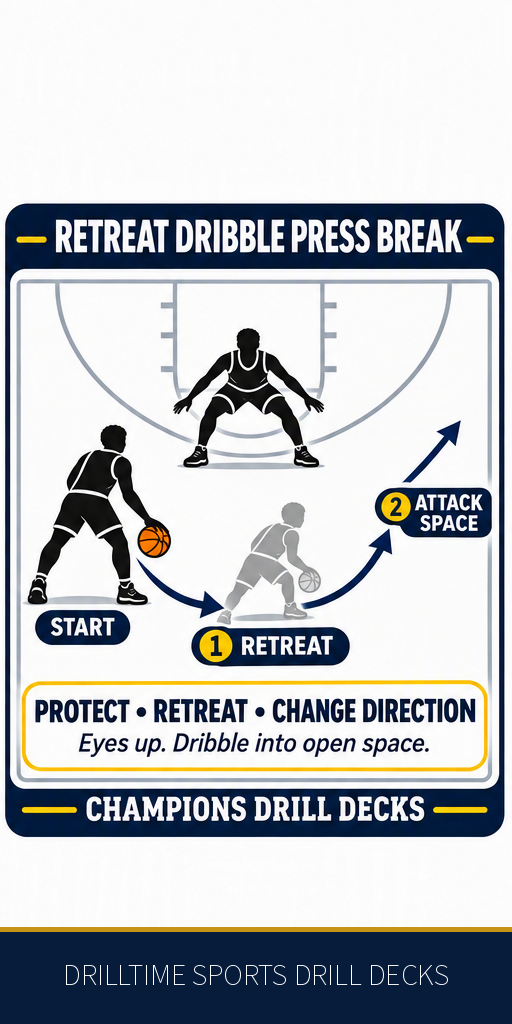 RETREAT DRIBBLE PRESS BREAK
2 ATTACK
SPACE
START
1 RETREAT
PROTECT • RETREAT • CHANGE DIRECTION
Eyes up. Dribble into open space.
CHAMPIONS DRILL DECKS
DRILLTIME SPORTS DRILL DECKS